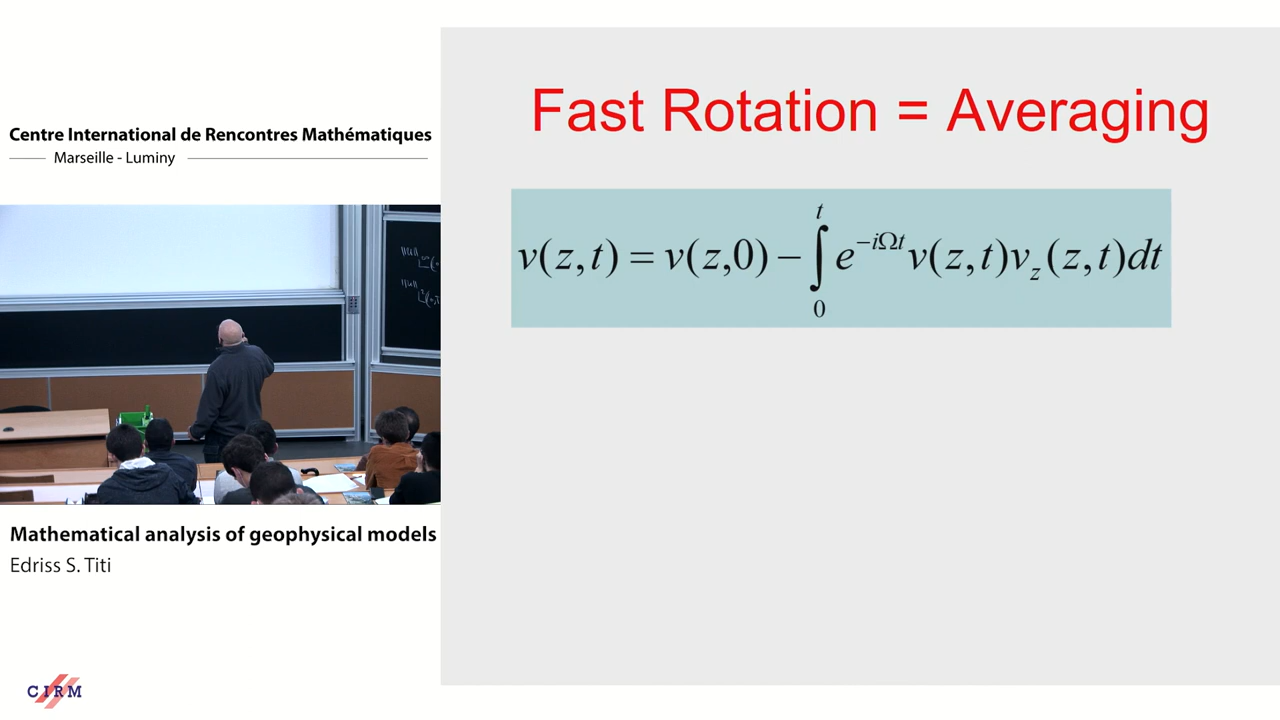 Centre International de Rencontres Mathématiques
Marseille - Luminy
Mathematical analysis of geophysical models
Edriss S. Titi
CIRM
Fast Rotation = Averaging
v(z,t) = v(z,0) − ∫₀ᵗ e^{−iΩt} v(z,t)v_z(z,t)dt